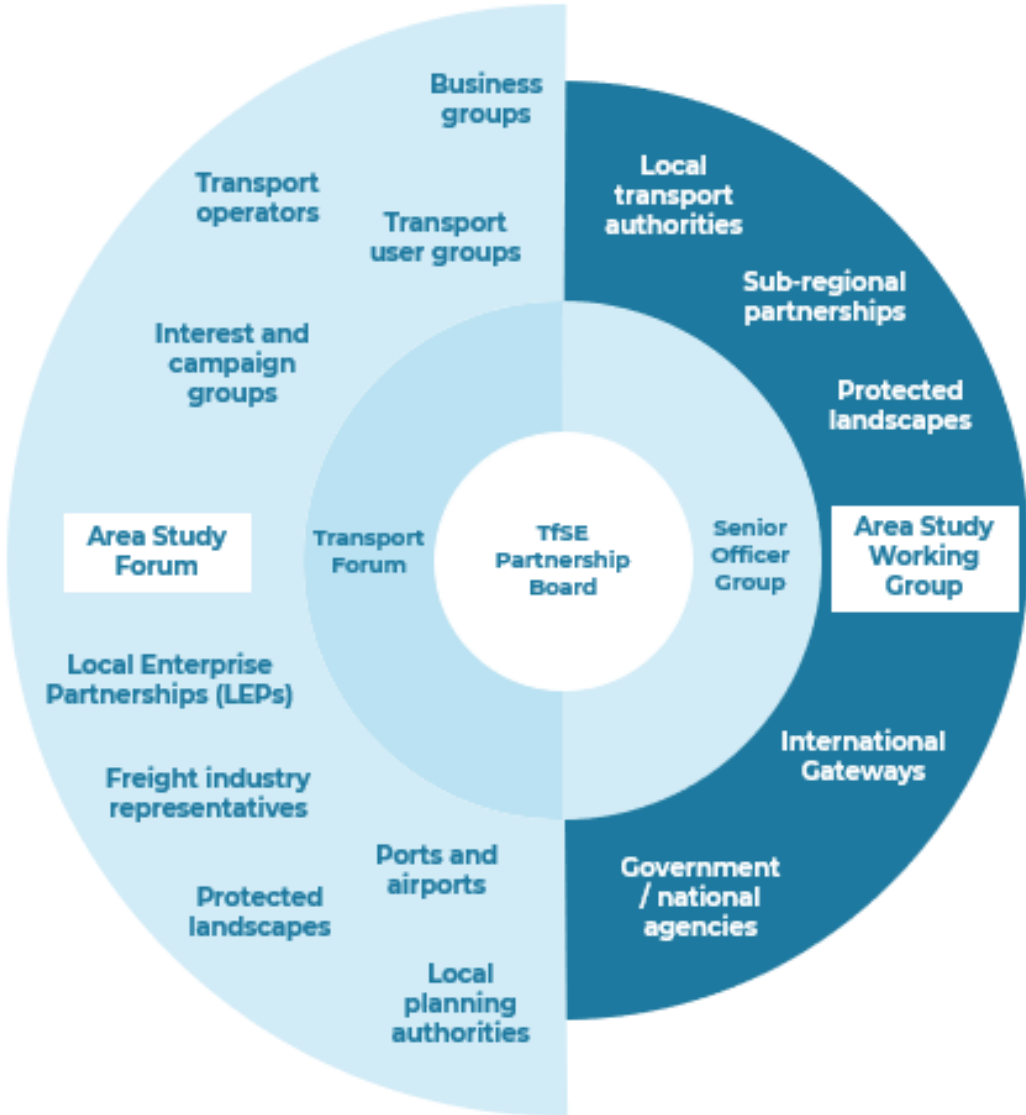 Business
groups
Transport
operators
Transport
user groups
Interest and
campaign
groups
Area Study
Forum
Local Enterprise
Partnerships (LEPs)
Freight industry
representatives
Ports and
airports
Protected
landscapes
Local
planning
authorities
Transport
Forum
TfSE
Partnership
Board
Senior
Officer
Group
Local
transport
authorities
Sub-regional
partnerships
Protected
landscapes
Area Study
Working
Group
International
Gateways
Government
/ national
agencies